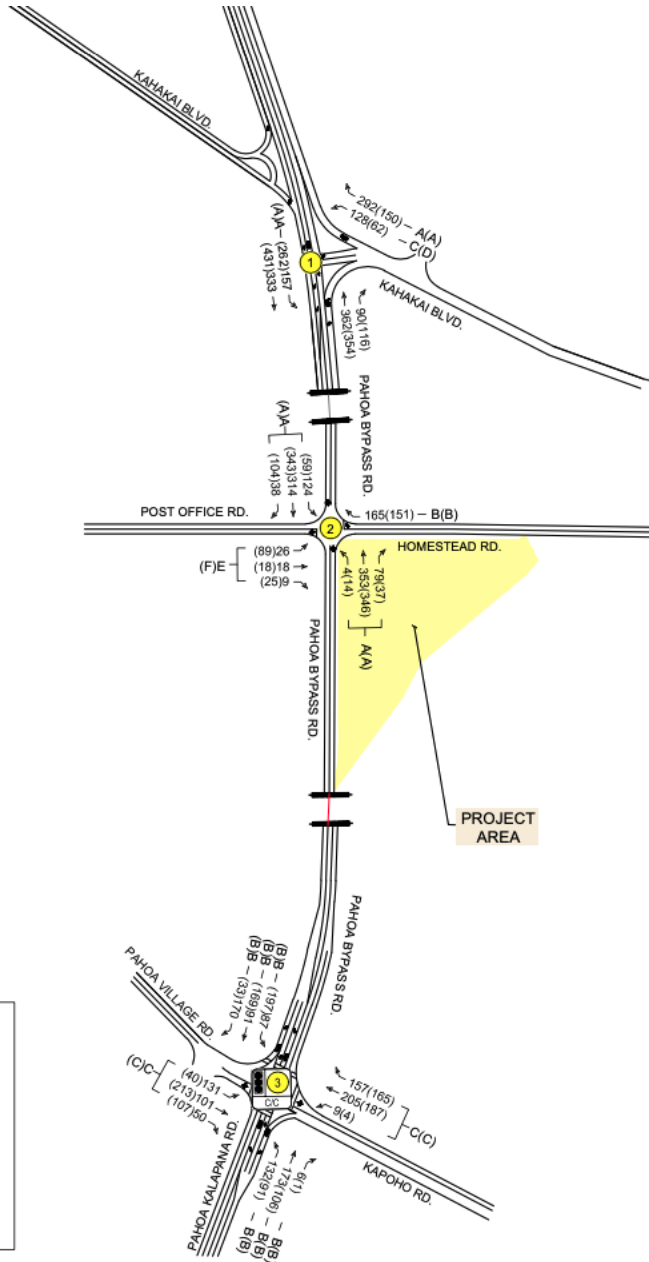 KAHAKAI BLVD.
292(150) – A(A)
128(62) – C(D)
(A)A– (262)157
(431)333
1
KAHAKAI BLVD.
90(116)
362(354)
PAHOA BYPASS RD.
(A)A
(59)124
(343)314
(104)38
POST OFFICE RD.
2
165(151) – B(B)
HOMESTEAD RD.
(F)E
(89)26
(18)18
(25)9
79(37)
353(346)
4(14)
A(A)
PAHOA BYPASS RD.
PROJECT
AREA
PAHOA BYPASS RD.
(B)B – (197)87
(B)B – (169)91
(B)B – (33)170
PAHOA VILLAGE RD.
3
C/C
(C)C
(40)131
(213)101
(107)50
157(165)
205(187)
9(4)
C(C)
KAPOHO RD.
PAHOA KALAPANA RD.
6(1) – B(B)
173(106) – B(B)
132(91) – B(B)